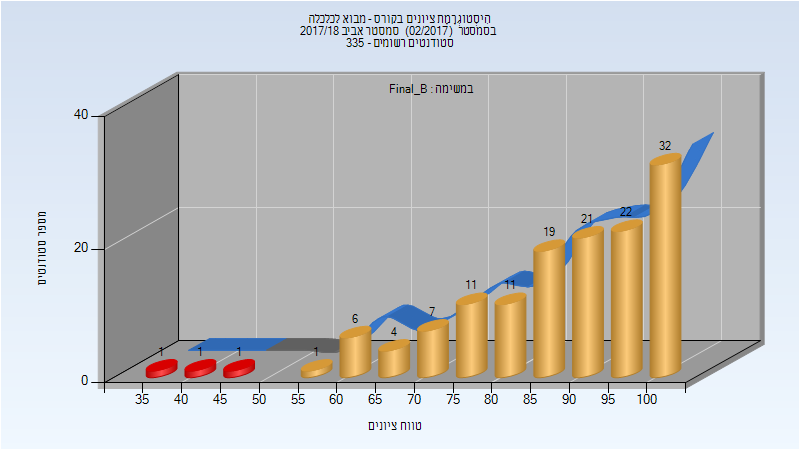 היסטוגרמת ציונים בקורס - מבוא לכלכלה
בסמסטר (02/2017) סמסטר אביב 2017/18
סטודנטים רשומים - 335
במשימה : Final_B
מספר סטודנטים
40
20
0
1
1
1
1
6
4
7
11
11
19
21
22
32
35 40 45 50 55 60 65 70 75 80 85 90 95 100
טווח ציונים